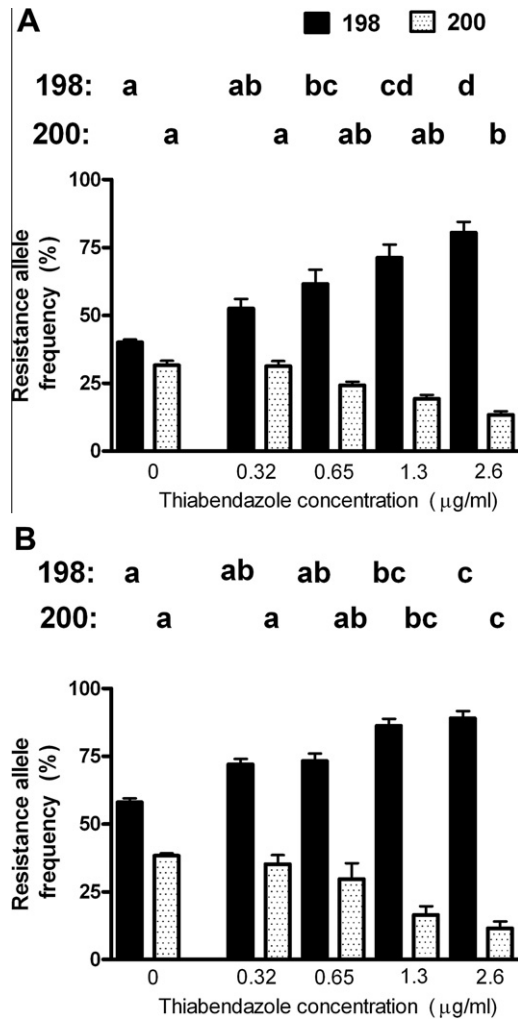 A 198 200
198: a ab bc cd d
200: a a ab ab b
100
75
50
25
0
Resistance allele
frequency (%)
0 0.32 0.65 1.3 2.6
Thiabendazole concentration ( μg/ml)
B
198: a ab ab bc c
200: a a ab bc c
100
75
50
25
0
Resistance allele
frequency (%)
0 0.32 0.65 1.3 2.6
Thiabendazole concentration ( μg/ml)